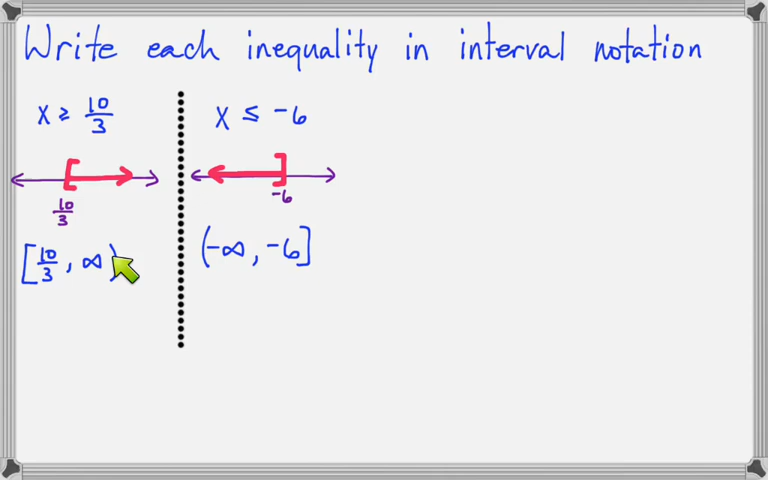 Write each inequality in interval notation
x ≥ 10/3
10/3
[10/3, ∞)
x ≤ -6
-6
(-∞, -6]